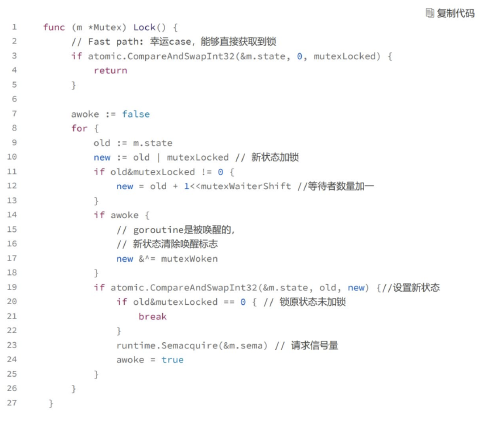 复制代码
1 func (m *Mutex) Lock() {
2 // Fast path: 幸运case，能够直接获取到锁
3 if atomic.CompareAndSwapInt32(&m.state, 0, mutexLocked) {
4 return
5 }
6
7 awoke := false
8 for {
9 old := m.state
10 new := old | mutexLocked // 新状态加锁
11 if old&mutexLocked != 0 {
12 new = old + 1<<mutexWaiterShift //等待者数量加一
13 }
14 if awoke {
15 // goroutine是被唤醒的，
16 // 新状态清除唤醒标志
17 new &^= mutexWoken
18 }
19 if atomic.CompareAndSwapInt32(&m.state, old, new) {//设置新状态
20 if old&mutexLocked == 0 { // 锁原状态未加锁
21 break
22 }
23 runtime.Semacquire(&m.sema) // 请求信号量
24 awoke = true
25 }
26 }
27 }